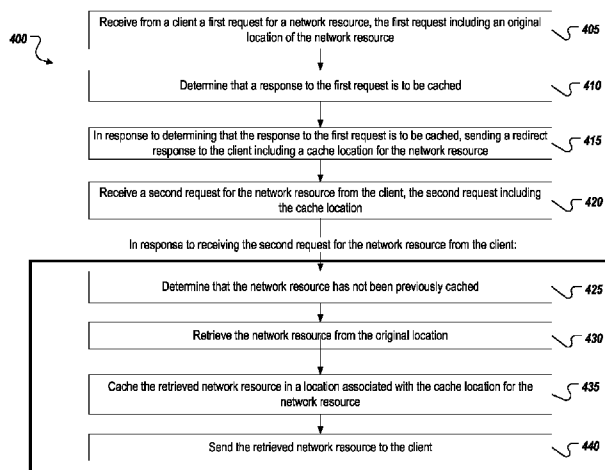 400
Receive from a client a first request for a network resource, the first request including an original
location of the network resource
405
Determine that a response to the first request is to be cached
410
In response to determining that the response to the first request is to be cached, sending a redirect
response to the client including a cache location for the network resource
415
Receive a second request for the network resource from the client, the second request including
the cache location
420
In response to receiving the second request for the network resource from the client:
Determine that the network resource has not been previously cached
425
Retrieve the network resource from the original location
430
Cache the retrieved network resource in a location associated with the cache location for the
network resource
435
Send the retrieved network resource to the client
440